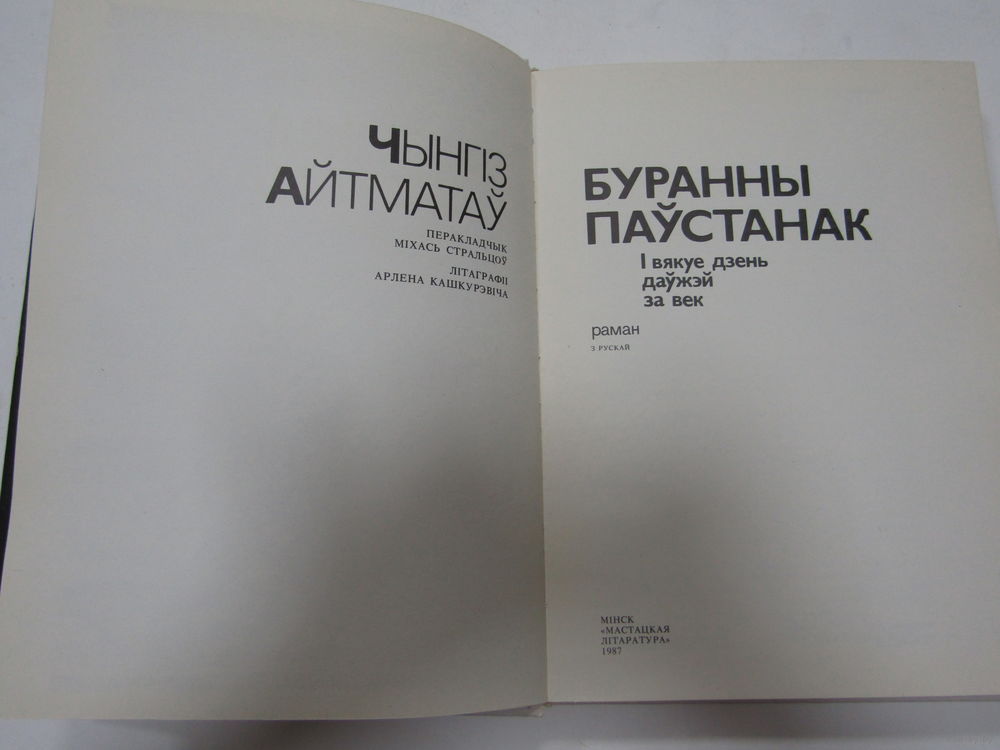 ЧЫНГІЗ
АЙТМАТАЎ
ПЕРАКЛАДЧЫК
МІХАСЬ СТРАЛЬЦОЎ
ЛІТАГРАФІІ
АРЛЕНА КАШКУРЭВІЧА
БУРАННЫ
ПАЎСТАНАК
І вякуе дзень
даўжэй
за век
раман
З РУСКАЙ
МІНСК
«МАСТАЦКАЯ
ЛІТАРАТУРА»
1987